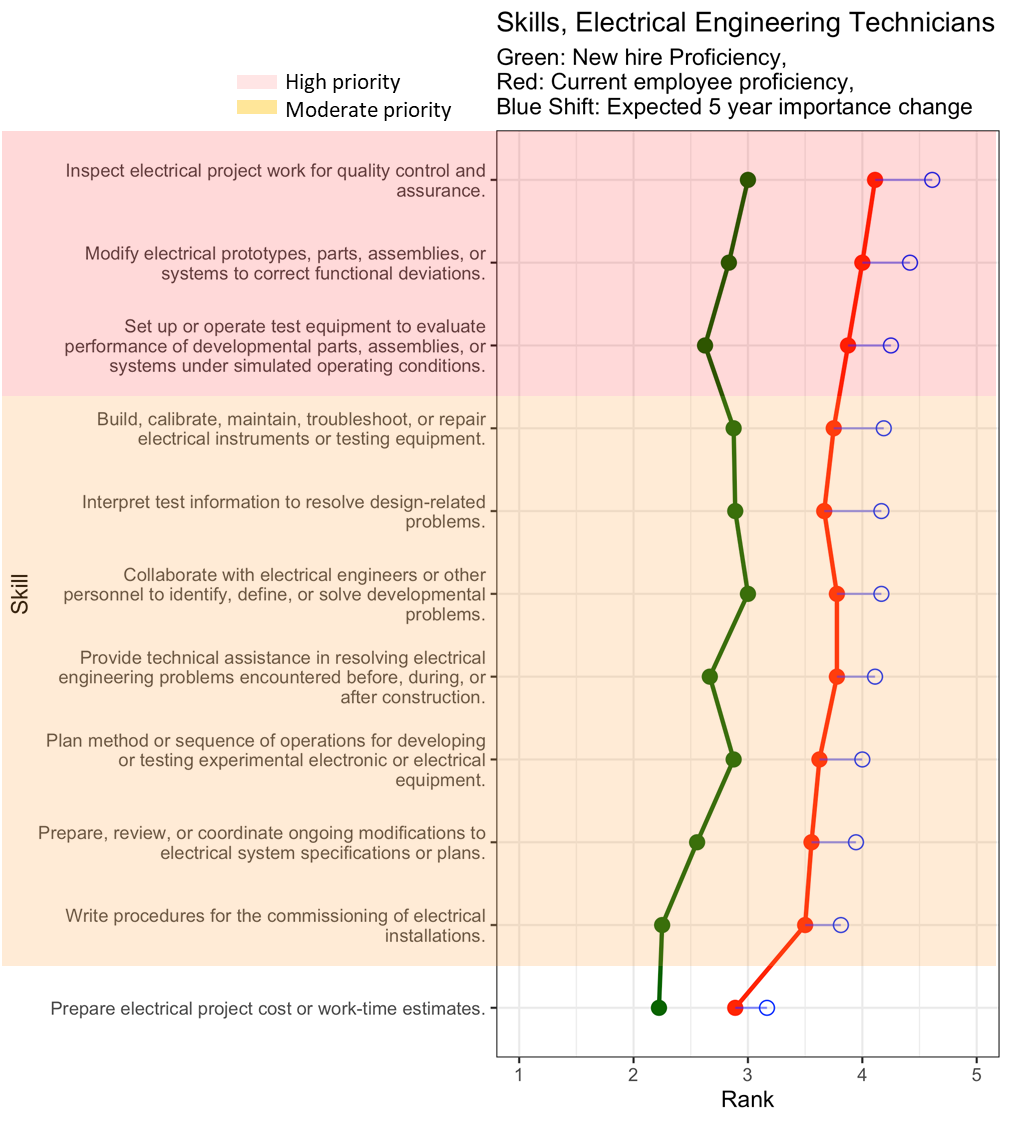 Skills, Electrical Engineering Technicians
Green: New hire Proficiency,
Red: Current employee proficiency,
Blue Shift: Expected 5 year importance change
High priority
Moderate priority
Inspect electrical project work for quality control and
assurance.
Modify electrical prototypes, parts, assemblies, or
systems to correct functional deviations.
Set up or operate test equipment to evaluate
performance of developmental parts, assemblies, or
systems under simulated operating conditions.
Build, calibrate, maintain, troubleshoot, or repair
electrical instruments or testing equipment.
Interpret test information to resolve design-related
problems.
Collaborate with electrical engineers or other
personnel to identify, define, or solve developmental
problems.
Provide technical assistance in resolving electrical
engineering problems encountered before, during, or
after construction.
Plan method or sequence of operations for developing
or testing experimental electronic or electrical
equipment.
Prepare, review, or coordinate ongoing modifications to
electrical system specifications or plans.
Write procedures for the commissioning of electrical
installations.
Prepare electrical project cost or work-time estimates.
Skill
1 2 3 4 5
Rank